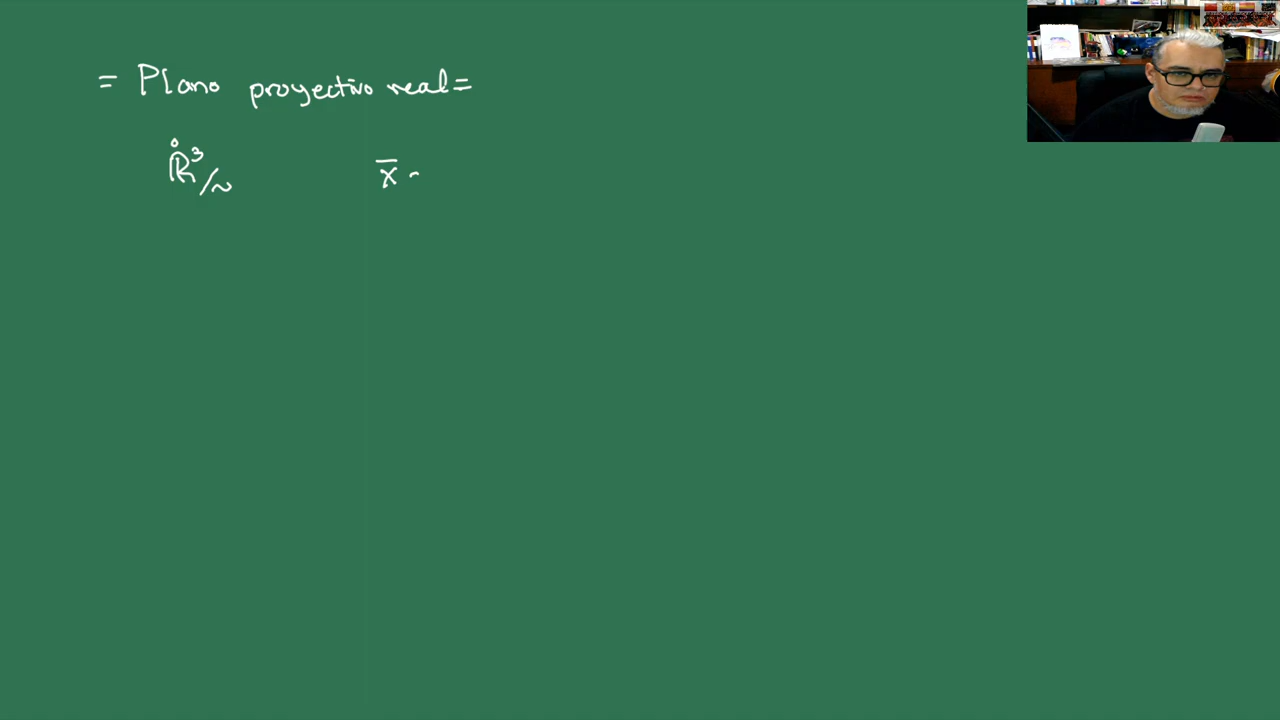 = Plano proyectivo real =
ℝ̊³/~ x̄ ~